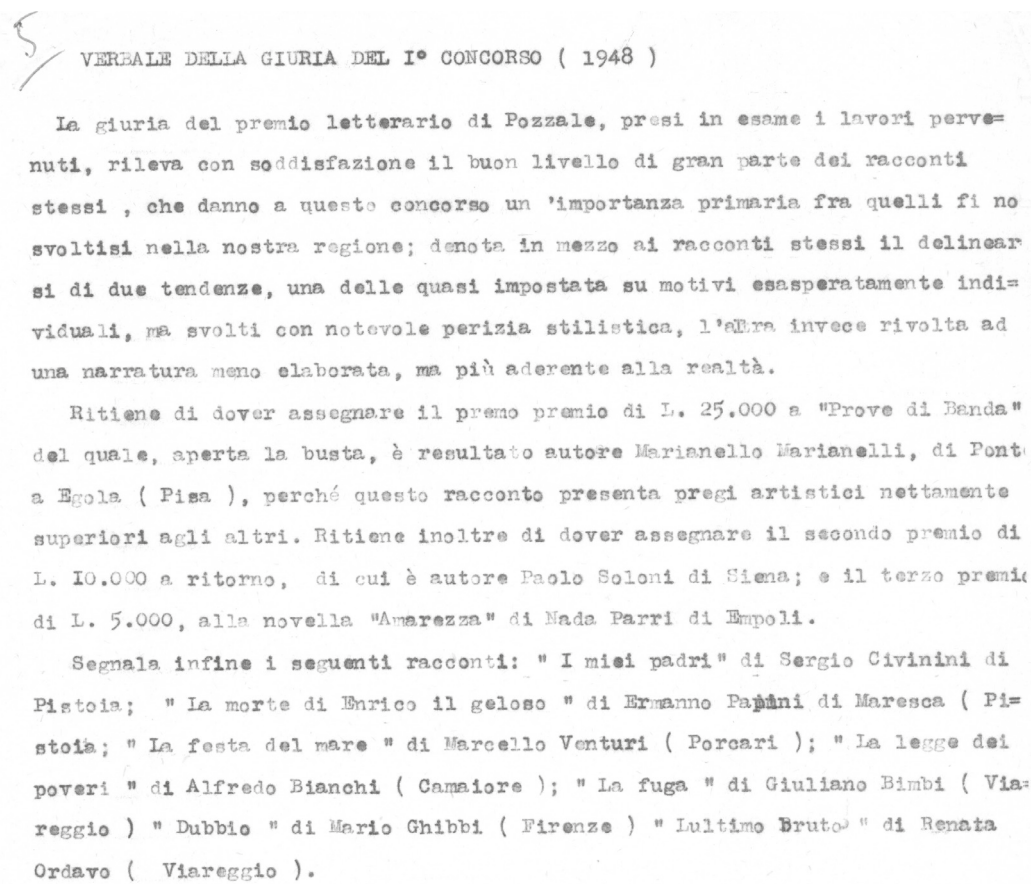 5
VERBALE DELLA GIURIA DEL I° CONCORSO ( 1948 )
La giuria del premio letterario di Pozzale, presi in esame i lavori perve=
nuti, rileva con soddisfazione il buon livello di gran parte dei racconti
stessi , che danno a questo concorso un 'importanza primaria fra quelli fi no
svoltisi nella nostra regione; denota in mezzo ai racconti stessi il delinear
si di due tendenze, una delle quasi impostata su motivi esasperatamente indi=
viduali, ma svolti con notevole perizia stilistica, l'altra invece rivolta ad
una narratura meno elaborata, ma più aderente alla realtà.
Ritiene di dover assegnare il premo premio di L. 25.000 a "Prove di Banda"
del quale, aperta la busta, è resultato autore Marianello Marianelli, di Pont
a Egola ( Pisa ), perché questo racconto presenta pregi artistici nettamente
superiori agli altri. Ritiene inoltre di dover assegnare il secondo premio di
L. I0.000 a ritorno, di cui è autore Paolo Soloni di Siena; e il terzo premio
di L. 5.000, alla novella "Amarezza" di Nada Parri di Empoli.
Segnala infine i seguenti racconti: " I miei padri" di Sergio Civinini di
Pistoia; " La morte di Enrico il geloso " di Ermanno Papini di Maresca ( Pi=
stoia; " La festa del mare " di Marcello Venturi ( Porcari ); " La legge dei
poveri " di Alfredo Bianchi ( Camaiore ); " La fuga " di Giuliano Bimbi ( Via=
reggio ) " Dubbio " di Mario Ghibbi ( Firenze ) " Lultimo Bruto " di Renata
Ordavo ( Viareggio ).